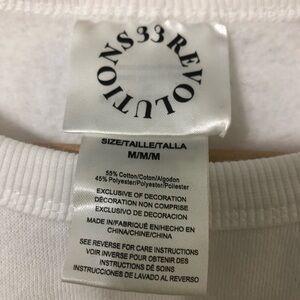 33 REVOLUTIONS
SIZE/TAILLE/TALLA
M/M/M
55% Cotton/Coton/Algodon
45% Polyester/Polyester/Poliester
EXCLUSIVE OF DECORATION
DÉCORATION NON COMPRISE
EXCLUSIVO DE DECORACION
MADE IN/FABRIQUÉ EN/HECHO EN
CHINA/CHINE/CHINA
SEE REVERSE FOR CARE INSTRUCTIONS
VOIR INVERSE POUR OBTENIR DES
INSTRUCTIONS DE SOINS
INSTRUCCIONES DE LAVADO AL REVERSO